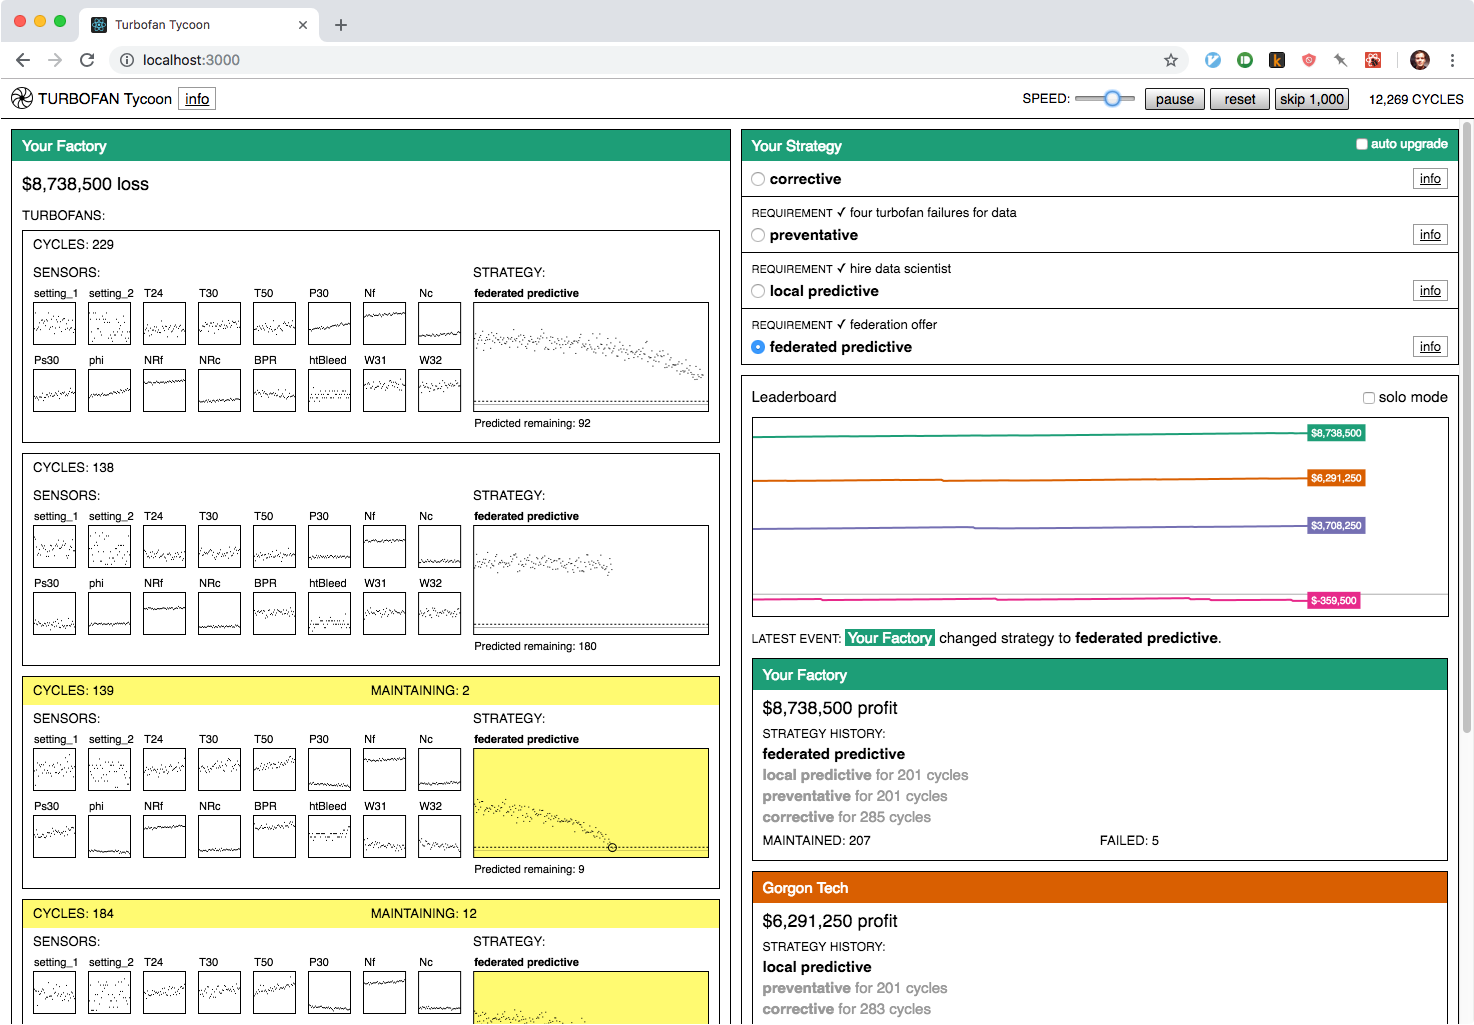 Turbofan Tycoon
localhost:3000
TURBOFAN Tycoon info
SPEED: pause reset skip 1,000 12,269 CYCLES
Your Factory
$8,738,500 loss
TURBOFANS:
CYCLES: 229
SENSORS:
setting_1 setting_2 T24 T30 T50 P30 Nf Nc
Ps30 phi NRf NRc BPR htBleed W31 W32
STRATEGY:
federated predictive
Predicted remaining: 92
CYCLES: 138
SENSORS:
setting_1 setting_2 T24 T30 T50 P30 Nf Nc
Ps30 phi NRf NRc BPR htBleed W31 W32
STRATEGY:
federated predictive
Predicted remaining: 180
CYCLES: 139 MAINTAINING: 2
SENSORS:
setting_1 setting_2 T24 T30 T50 P30 Nf Nc
Ps30 phi NRf NRc BPR htBleed W31 W32
STRATEGY:
federated predictive
Predicted remaining: 9
CYCLES: 184 MAINTAINING: 12
SENSORS:
setting_1 setting_2 T24 T30 T50 P30 Nf Nc
STRATEGY:
federated predictive
Your Strategy auto upgrade
corrective info
REQUIREMENT ✓ four turbofan failures for data
preventative info
REQUIREMENT ✓ hire data scientist
local predictive info
REQUIREMENT ✓ federation offer
federated predictive info
Leaderboard solo mode
$8,738,500
$6,291,250
$3,708,250
$-359,500
LATEST EVENT: Your Factory changed strategy to federated predictive.
Your Factory
$8,738,500 profit
STRATEGY HISTORY:
federated predictive
local predictive for 201 cycles
preventative for 201 cycles
corrective for 285 cycles
MAINTAINED: 207 FAILED: 5
Gorgon Tech
$6,291,250 profit
STRATEGY HISTORY:
local predictive
preventative for 201 cycles
corrective for 283 cycles